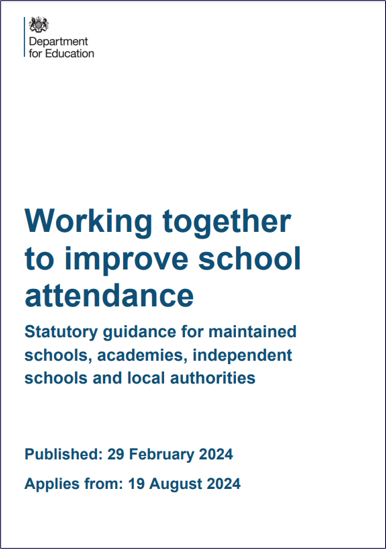 Department
for Education
Working together
to improve school
attendance
Statutory guidance for maintained
schools, academies, independent
schools and local authorities
Published: 29 February 2024
Applies from: 19 August 2024